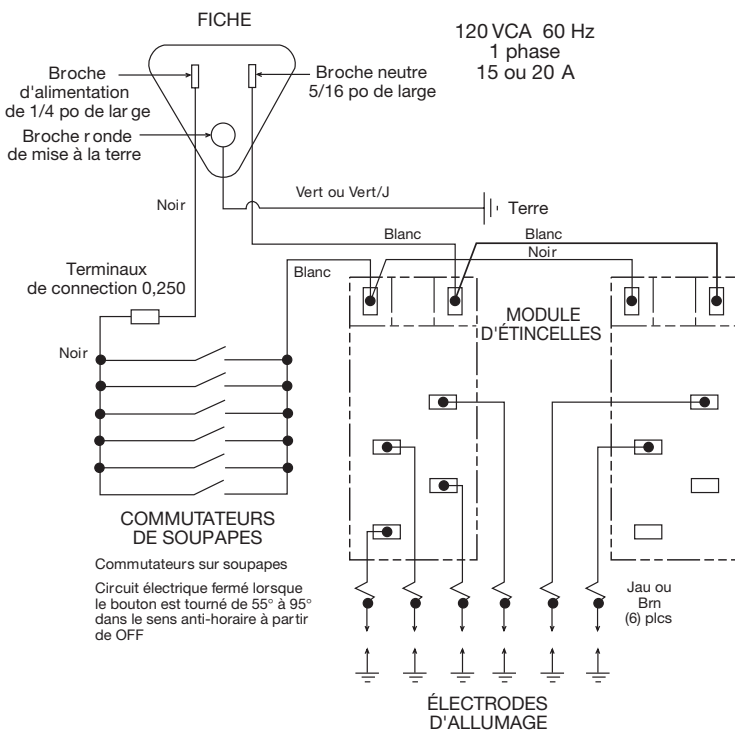 FICHE
120 VCA 60 Hz
1 phase
15 ou 20 A
Broche
d'alimentation
de 1/4 po de lar ge
Broche neutre
5/16 po de large
Broche r onde
de mise à la terre
Noir
Vert ou Vert/J
Terre
Blanc
Blanc
Noir
Terminaux
de connection 0,250
Blanc
MODULE
D'ÉTINCELLES
Noir
COMMUTATEURS
DE SOUPAPES
Commutateurs sur soupapes
Circuit électrique fermé lorsque
le bouton est tourné de 55° à 95°
dans le sens anti-horaire à partir
de OFF
Jau ou
Brn
(6) plcs
ÉLECTRODES
D'ALLUMAGE